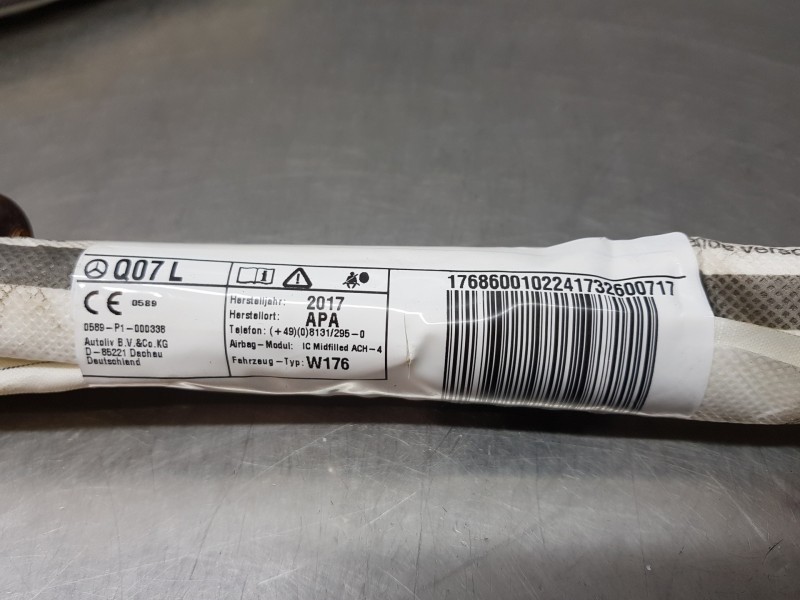 Q07 L
CE 0589
0589-P1-000338
Autoliv B.V.&Co.KG
D-85221 Dachau
Deutschland
Herstelljahr: 2017
Herstellort: APA
Telefon: (+49)(0)8131/295-0
Airbag-Modul: IC Midfilled ACH-4
Fahrzeug-Typ: W176
1768600102241732600717